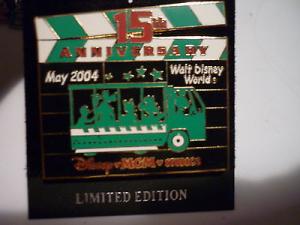 15th
ANNIVERSARY
May 2004
Walt Disney
World®
Disney • MGM • STUDIOS
LIMITED EDITION